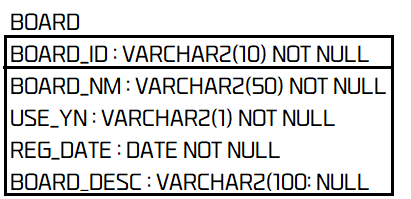 BOARD
BOARD_ID : VARCHAR2(10) NOT NULL
BOARD_NM : VARCHAR2(50) NOT NULL
USE_YN : VARCHAR2(1) NOT NULL
REG_DATE : DATE NOT NULL
BOARD_DESC : VARCHAR2(100: NULL